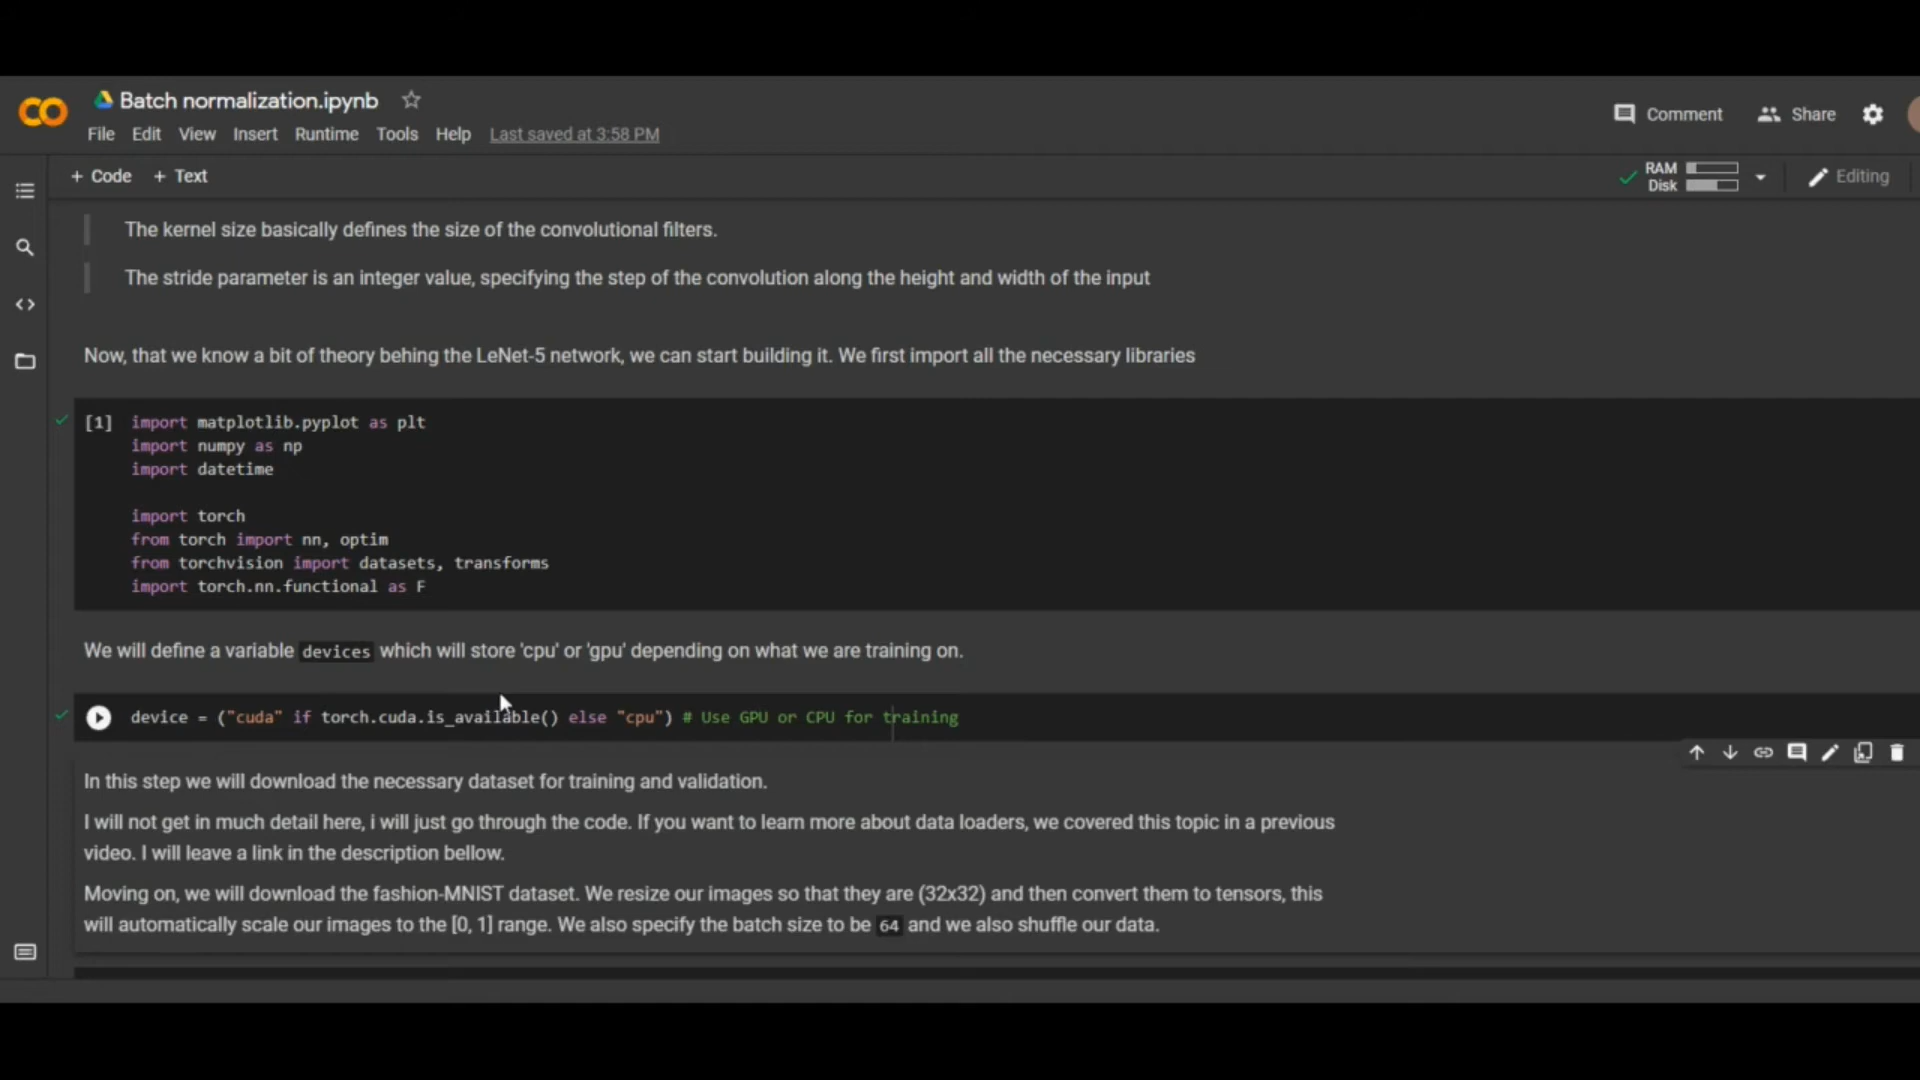 Batch normalization.ipynb
File Edit View Insert Runtime Tools Help Last saved at 3:58 PM
Comment Share
+ Code + Text
RAM
Disk
Editing
The kernel size basically defines the size of the convolutional filters.
The stride parameter is an integer value, specifying the step of the convolution along the height and width of the input
Now, that we know a bit of theory behing the LeNet-5 network, we can start building it. We first import all the necessary libraries
[1] import matplotlib.pyplot as plt
import numpy as np
import datetime
import torch
from torch import nn, optim
from torchvision import datasets, transforms
import torch.nn.functional as F
We will define a variable devices which will store 'cpu' or 'gpu' depending on what we are training on.
device = ("cuda" if torch.cuda.is_available() else "cpu") # Use GPU or CPU for training
In this step we will download the necessary dataset for training and validation.
I will not get in much detail here, i will just go through the code. If you want to learn more about data loaders, we covered this topic in a previous
video. I will leave a link in the description bellow.
Moving on, we will download the fashion-MNIST dataset. We resize our images so that they are (32x32) and then convert them to tensors, this
will automatically scale our images to the [0, 1] range. We also specify the batch size to be 64 and we also shuffle our data.